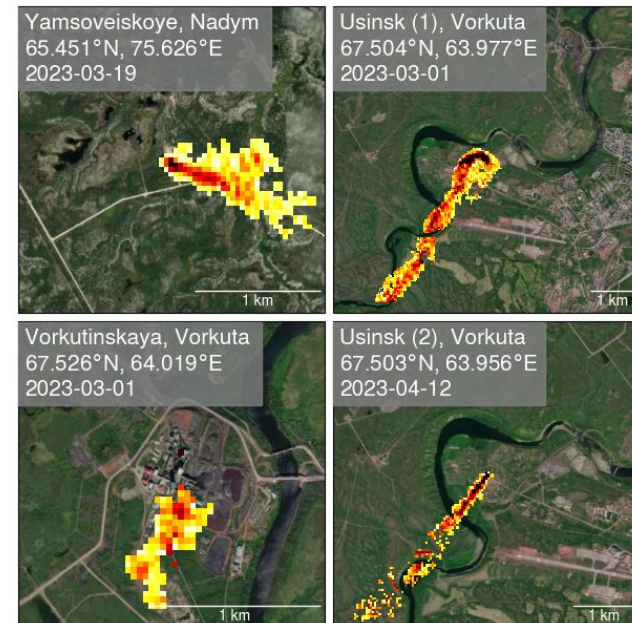 Yamsoveiskoye, Nadym
65.451°N, 75.626°E
2023-03-19
1 km
Usinsk (1), Vorkuta
67.504°N, 63.977°E
2023-03-01
1 km
Vorkutinskaya, Vorkuta
67.526°N, 64.019°E
2023-03-01
1 km
Usinsk (2), Vorkuta
67.503°N, 63.956°E
2023-04-12
1 km